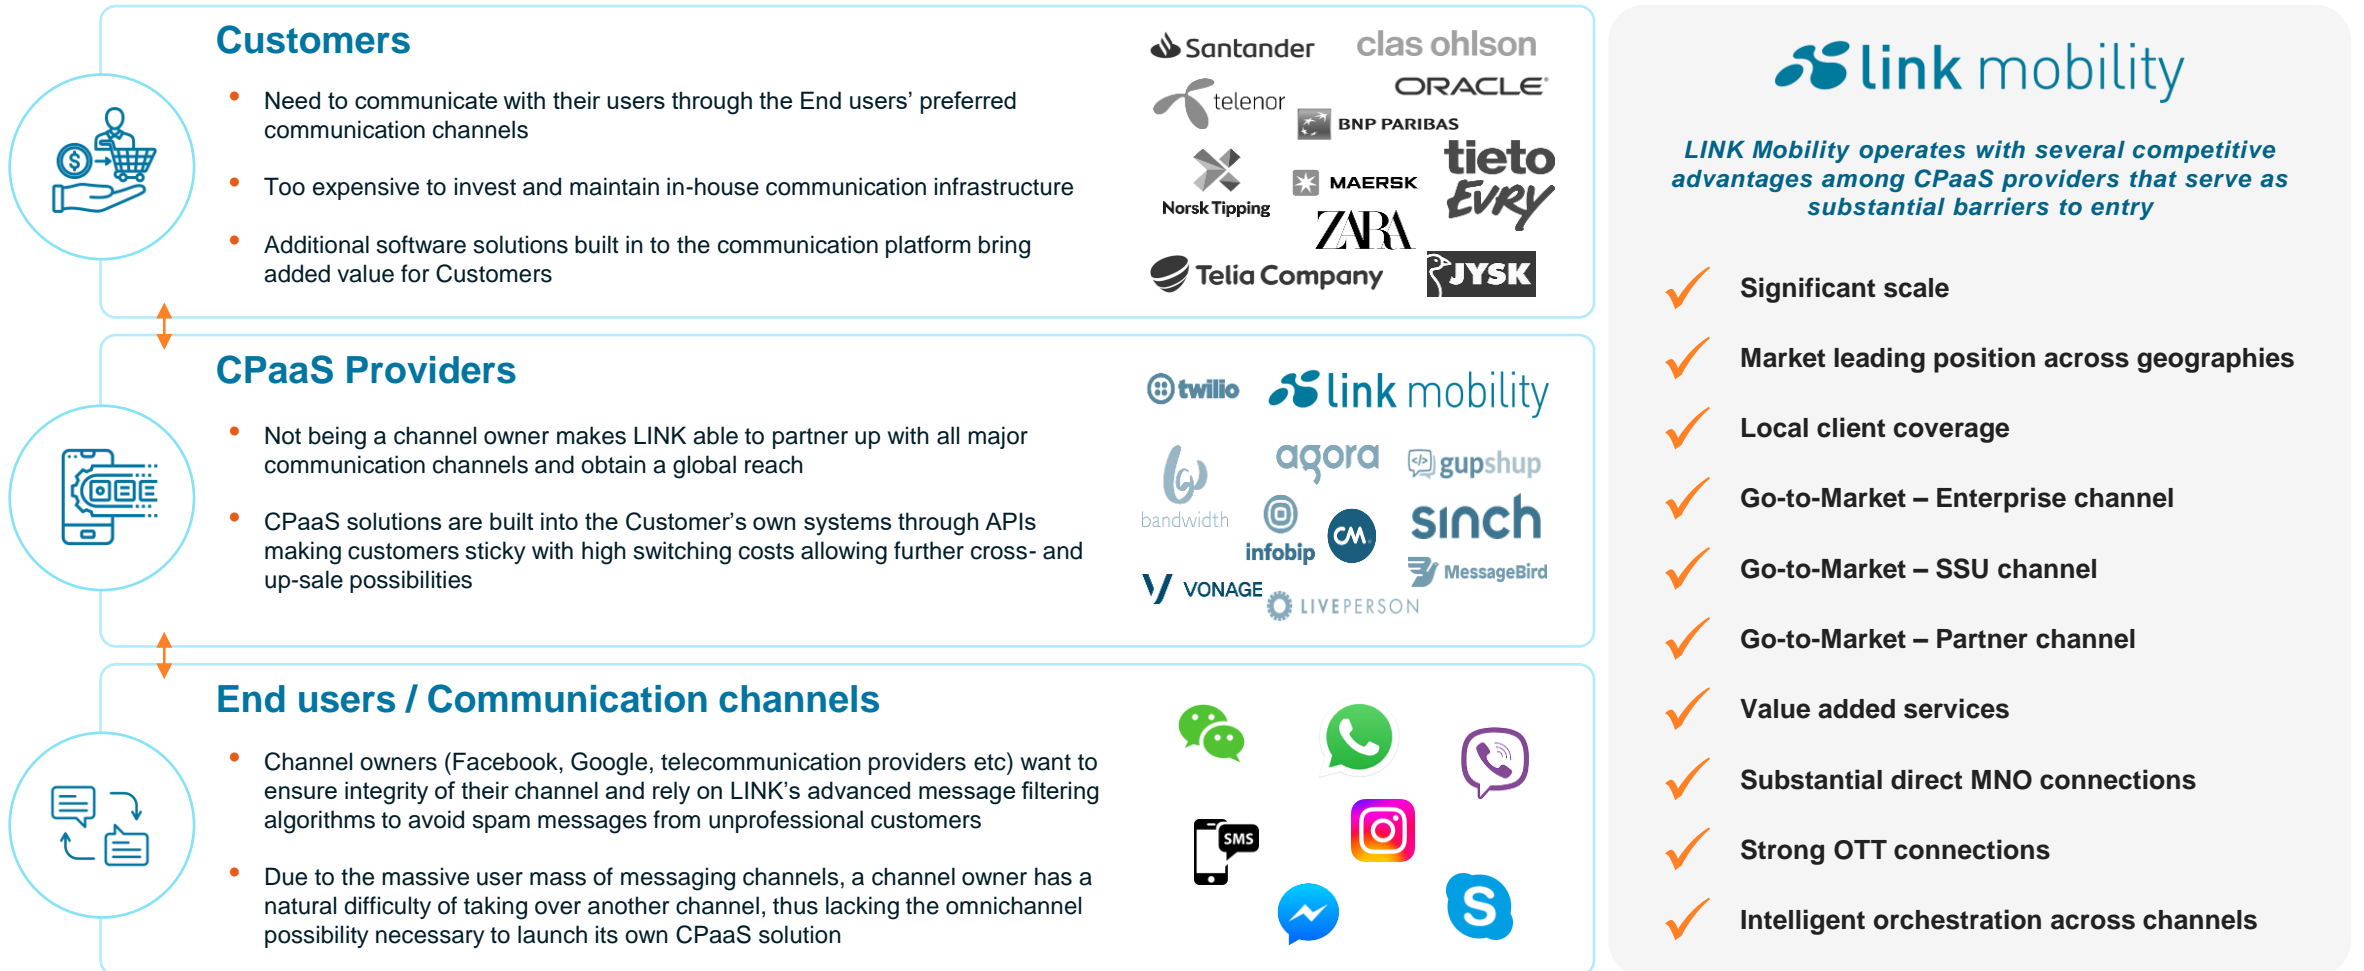 Customers
• Need to communicate with their users through the End users’ preferred
communication channels
• Too expensive to invest and maintain in-house communication infrastructure
• Additional software solutions built in to the communication platform bring
added value for Customers
Santander
clas ohlson
telenor
ORACLE
BNP PARIBAS
Norsk Tipping
MAERSK
tieto
EVRY
ZARA
Telia Company
JYSK
CPaaS Providers
• Not being a channel owner makes LINK able to partner up with all major
communication channels and obtain a global reach
• CPaaS solutions are built into the Customer’s own systems through APIs
making customers sticky with high switching costs allowing further cross- and
up-sale possibilities
twilio
link mobility
bandwidth
agora
gupshup
infobip
CM.
sinch
MessageBird
VONAGE
LIVEPERSON
End users / Communication channels
• Channel owners (Facebook, Google, telecommunication providers etc) want to
ensure integrity of their channel and rely on LINK’s advanced message filtering
algorithms to avoid spam messages from unprofessional customers
• Due to the massive user mass of messaging channels, a channel owner has a
natural difficulty of taking over another channel, thus lacking the omnichannel
possibility necessary to launch its own CPaaS solution
SMS
S
link mobility
LINK Mobility operates with several competitive
advantages among CPaaS providers that serve as
substantial barriers to entry
Significant scale
Market leading position across geographies
Local client coverage
Go-to-Market – Enterprise channel
Go-to-Market – SSU channel
Go-to-Market – Partner channel
Value added services
Substantial direct MNO connections
Strong OTT connections
Intelligent orchestration across channels